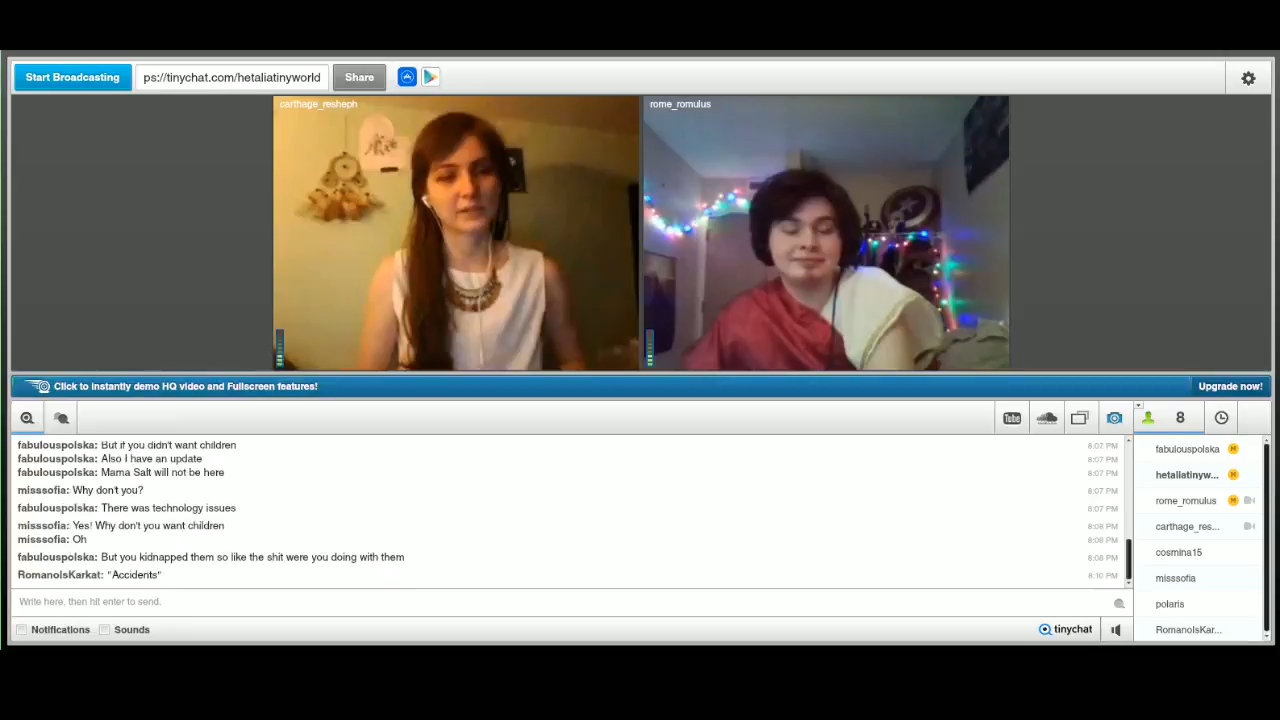 Start Broadcasting
ps://tinychat.com/hetaliatinyworld
Share
carthage_resheph
rome_romulus
Click to instantly demo HQ video and Fullscreen features!
Upgrade now!
You Tube
8
fabulouspolska: But if you didn't want children 8:07 PM
fabulouspolska: Also I have an update 8:07 PM
fabulouspolska: Mama Salt will not be here 8:07 PM
misssofia: Why don't you? 8:07 PM
fabulouspolska: There was technology issues 8:07 PM
misssofia: Yes! Why don't you want children 8:08 PM
misssofia: Oh 8:08 PM
fabulouspolska: But you kidnapped them so like the shit were you doing with them 8:08 PM
RomanoIsKarkat: "Accidents" 8:10 PM
Write here, then hit enter to send.
Notifications
Sounds
tinychat
fabulouspolska M
hetaliatinyw... M
rome_romulus M
carthage_res...
cosmina15
misssofia
polaris
RomanoIsKar...